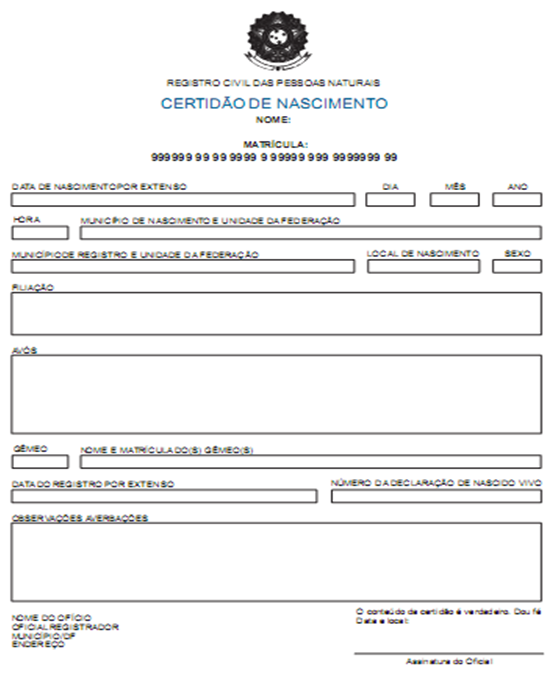 REGISTRO CIVIL DAS PESSOAS NATURAIS
CERTIDÃO DE NASCIMENTO
NOME:
MATRÍCULA:
999999 99 99 9999 9 99999 999 9999999 99
DATA DE NASCIMENTO POR EXTENSO DIA MÊS ANO
HORA MUNICÍPIO DE NASCIMENTO E UNIDADE DA FEDERAÇÃO
MUNICÍPIO DE REGISTRO E UNIDADE DA FEDERAÇÃO LOCAL DE NASCIMENTO SEXO
FILIAÇÃO
AVÓS
GÊMEO NOME E MATRÍCULA DO(S) GÊMEO(S)
DATA DO REGISTRO POR EXTENSO NÚMERO DA DECLARAÇÃO DE NASCIDO VIVO
OBSERVAÇÕES AVERBAÇÕES
NOME DO OFÍCIO
OFICIAL REGISTRADOR
MUNICÍPIO/DF
ENDEREÇO
O conteúdo de certidão é verdadeiro. Dou fé
Data e local:
Assinatura do Oficial